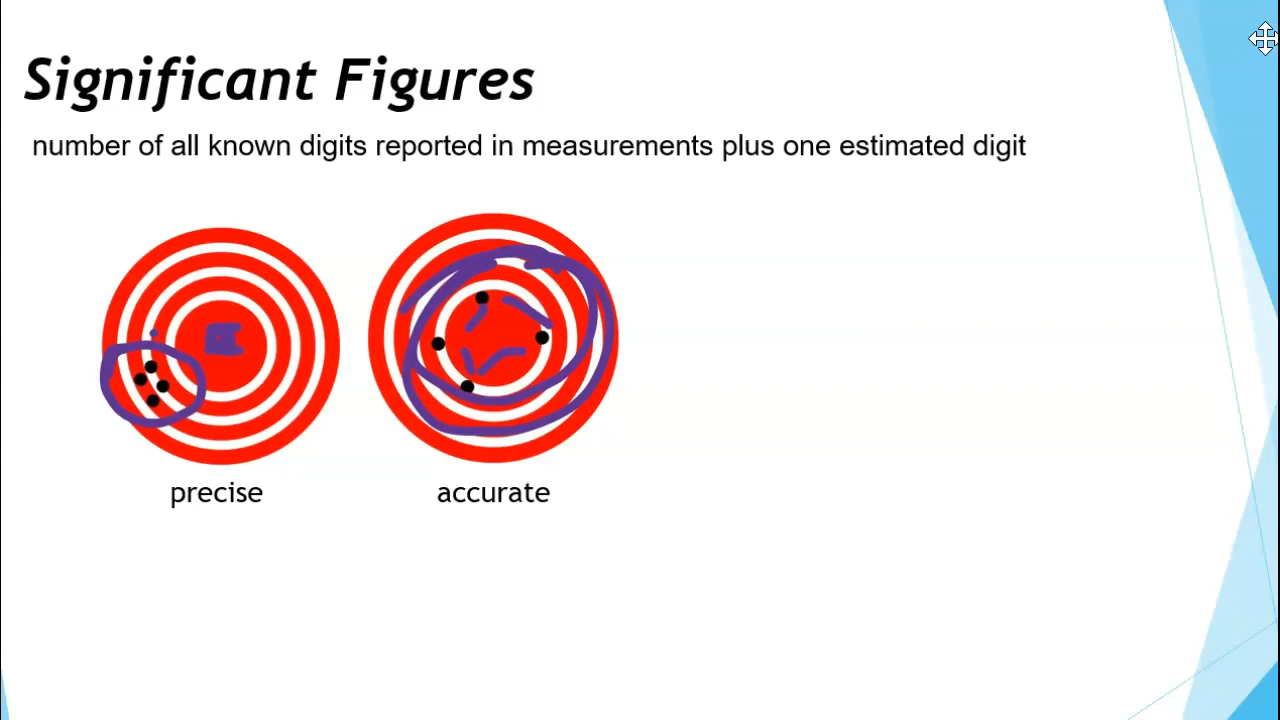 Significant Figures
number of all known digits reported in measurements plus one estimated digit
precise
accurate